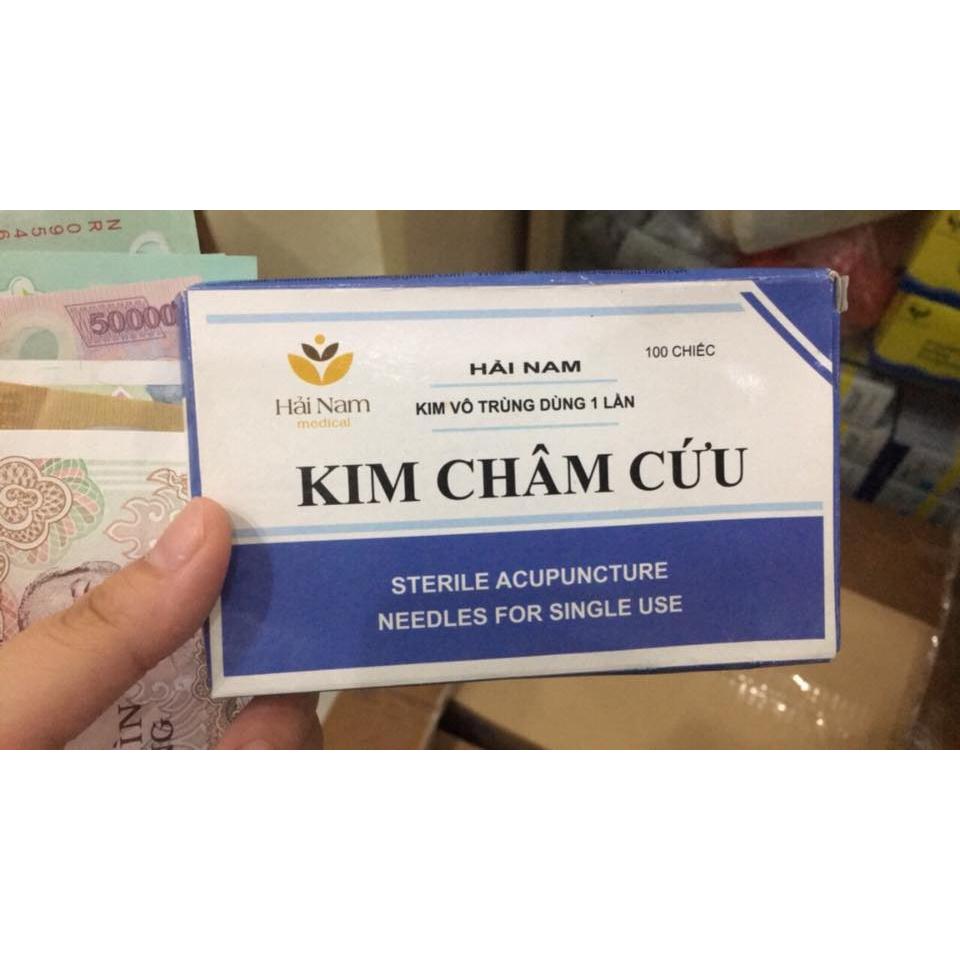 50000
Hải Nam
medical
HẢI NAM
100 CHIẾC
KIM VÔ TRÙNG DÙNG 1 LẦN
KIM CHÂM CỨU
STERILE ACUPUNCTURE
NEEDLES FOR SINGLE USE